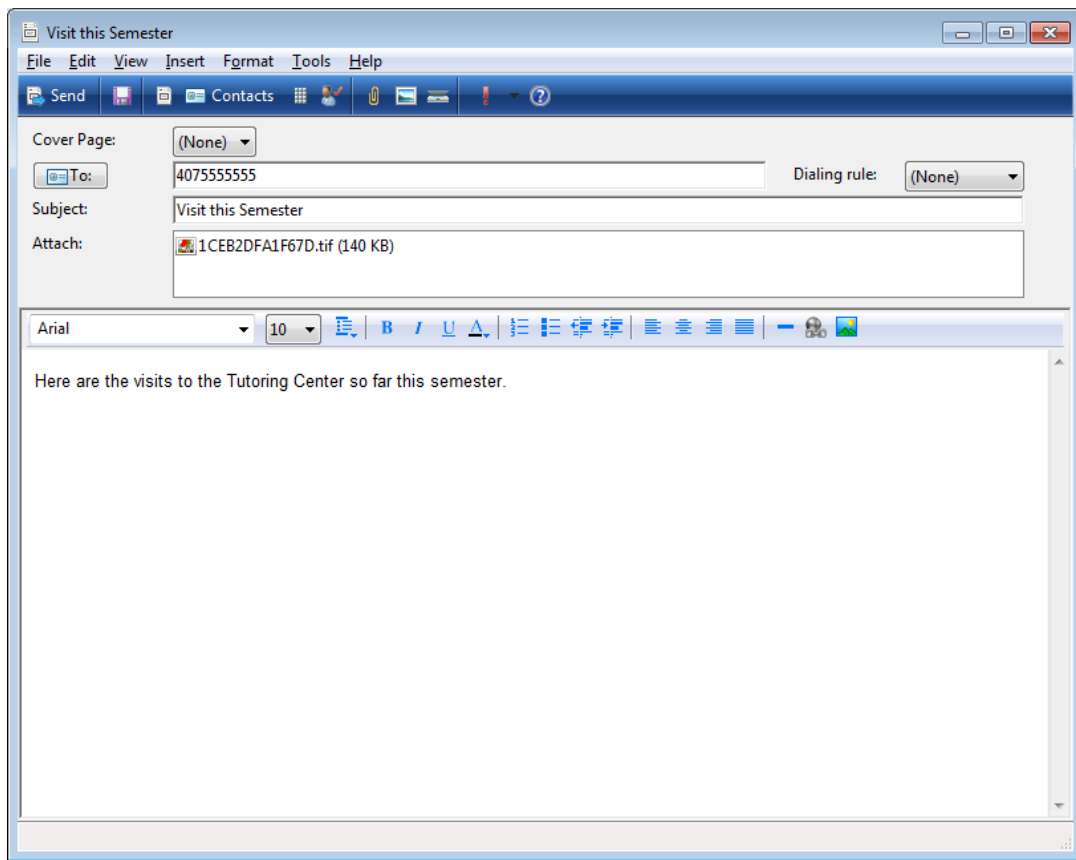 Visit this Semester
File Edit View Insert Format Tools Help
Send Contacts
Cover Page: (None)
To: 4075555555 Dialing rule: (None)
Subject: Visit this Semester
Attach: 1CEB2DFA1F67D.tif (140 KB)
Arial 10 B I U A
Here are the visits to the Tutoring Center so far this semester.